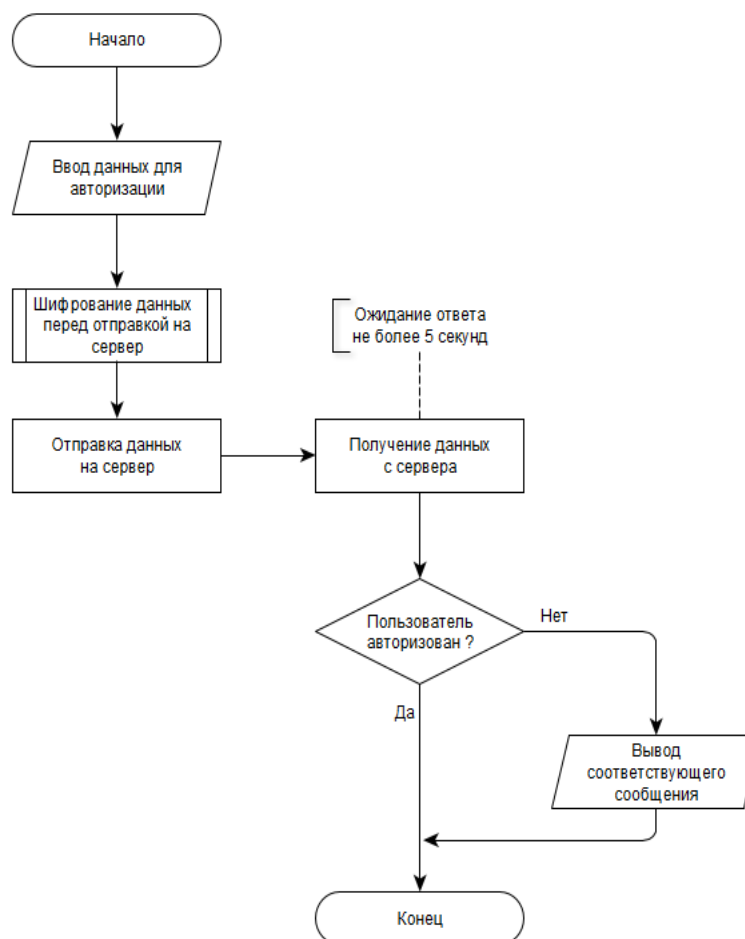 Начало
Ввод данных для
авторизации
Шифрование данных
перед отправкой на
сервер
Ожидание ответа
не более 5 секунд
Отправка данных
на сервер
Получение данных
с сервера
Пользователь
авторизован ?
Нет
Да
Вывод
соответствующего
сообщения
Конец